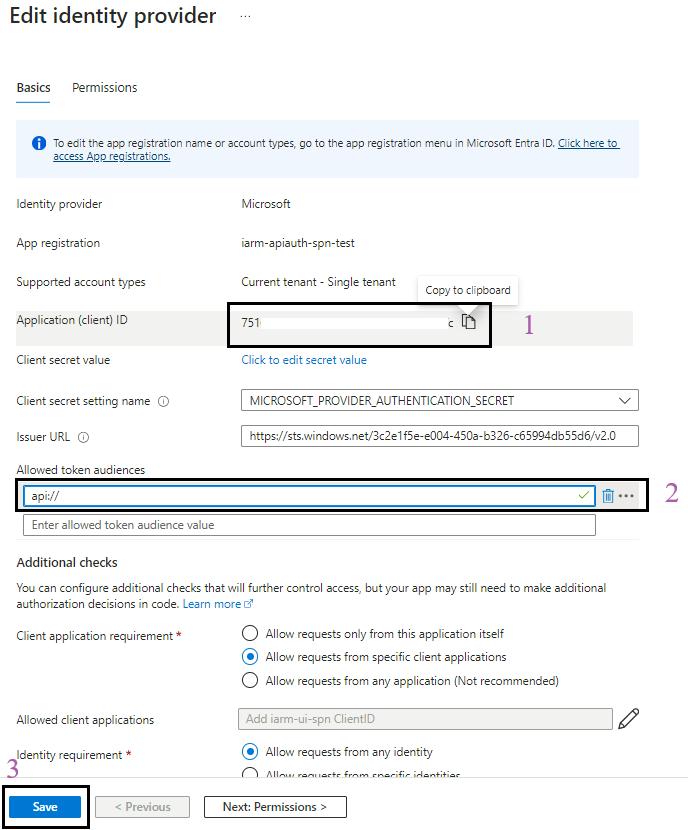 Edit identity provider ...
Basics Permissions
To edit the app registration name or account types, go to the app registration menu in Microsoft Entra ID. Click here to
access App registrations.
Identity provider Microsoft
App registration iarm-apiauth-spn-test
Supported account types Current tenant - Single tenant
Copy to clipboard
Application (client) ID 751 c 1
Client secret value Click to edit secret value
Client secret setting name MICROSOFT_PROVIDER_AUTHENTICATION_SECRET
Issuer URL https://sts.windows.net/3c2e1f5e-e004-450a-b326-c65994db55d6/v2.0
Allowed token audiences
api:// 2
Enter allowed token audience value
Additional checks
You can configure additional checks that will further control access, but your app may still need to make additional
authorization decisions in code. Learn more
Client application requirement * Allow requests only from this application itself
Allow requests from specific client applications
Allow requests from any application (Not recommended)
Allowed client applications Add iarm-ui-spn ClientID
Identity requirement * Allow requests from any identity
Allow requests from specific identities
3
Save < Previous Next: Permissions >